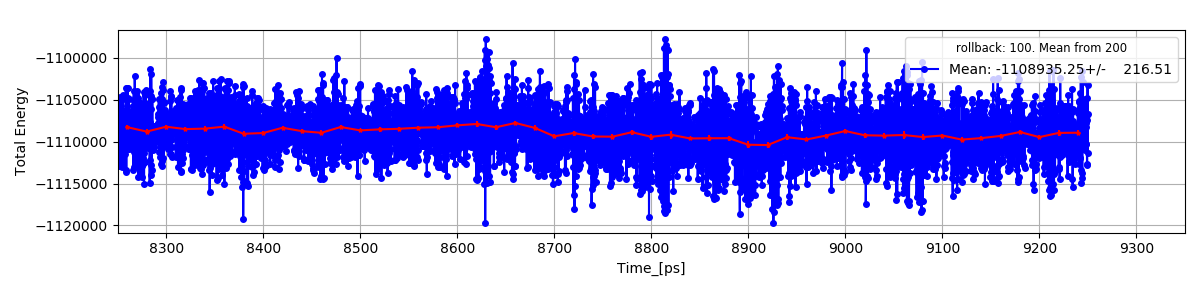 rollback: 100. Mean from 200
Mean: -1108935.25+/- 216.51
Total Energy
−1100000
−1105000
−1110000
−1115000
−1120000
8300 8400 8500 8600 8700 8800 8900 9000 9100 9200 9300
Time_[ps]